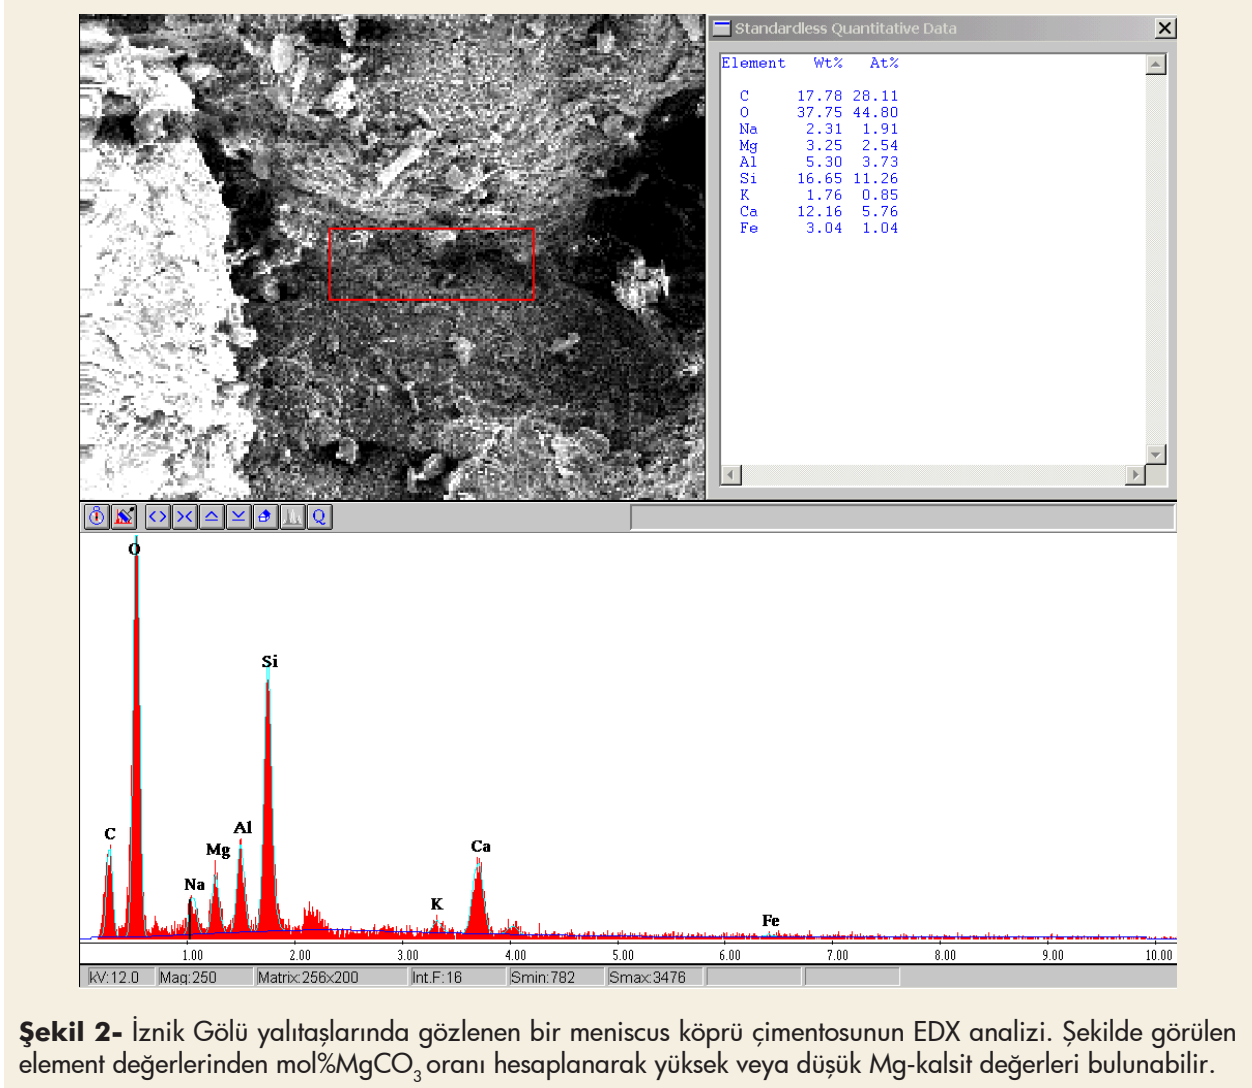 Standardless Quantitative Data
Element Wt% At%
C 17.78 28.11
O 37.75 44.80
Na 2.31 1.91
Mg 3.25 2.54
Al 5.30 3.73
Si 16.65 11.26
K 1.76 0.85
Ca 12.16 5.76
Fe 3.04 1.04
Q
O
Si
C
Na
Mg
Al
K
Ca
Fe
1.00 2.00 3.00 4.00 5.00 6.00 7.00 8.00 9.00 10.00
kV:12.0 Mag:250 Matrix:256x200 Int.F:16 Smin:782 Smax:3476
Şekil 2- İznik Gölü yalıtaşlarında gözlenen bir meniscus köprü çimentosunun EDX analizi. Şekilde görülen
element değerlerinden mol%MgCO3 oranı hesaplanarak yüksek veya düşük Mg-kalsit değerleri bulunabilir.